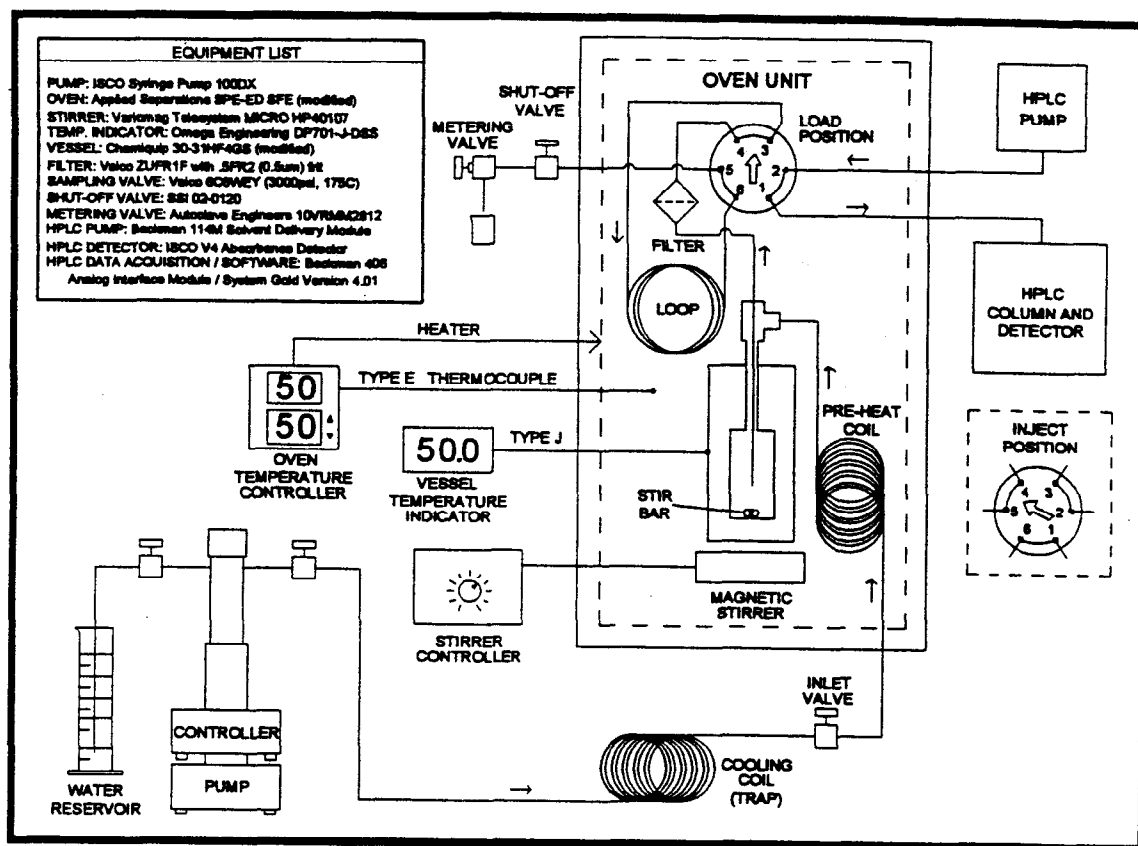 EQUIPMENT LIST
PUMP: ISCO Syringe Pump 100DX
OVEN: Applied Separations SPE-ED SFE (modified)
STIRRER: Variomag Telesystem MICRO HP40107
TEMP. INDICATOR: Omega Engineering DP701-J-DSS
VESSEL: Chemiquip 30-31HF4GS (modified)
FILTER: Valco ZUFR1F with .5FR2 (0.5um) frit
SAMPLING VALVE: Valco 6C6WEY (3000psi, 175C)
SHUT-OFF VALVE: SSI 02-0120
METERING VALVE: Autoclave Engineers 10VRMM2812
HPLC PUMP: Beckman 114M Solvent Delivery Module
HPLC DETECTOR: ISCO V4 Absorbance Detector
HPLC DATA ACQUISITION / SOFTWARE: Beckman 406
Analog Interface Module / System Gold Version 4.01
SHUT-OFF
VALVE
METERING
VALVE
OVEN UNIT
LOAD
POSITION
4
3
5
2
6
1
HPLC
PUMP
FILTER
LOOP
HPLC
COLUMN AND
DETECTOR
HEATER
TYPE E THERMOCOUPLE
50
50
OVEN
TEMPERATURE
CONTROLLER
TYPE J
50.0
VESSEL
TEMPERATURE
INDICATOR
PRE-HEAT
COIL
STIR
BAR
INJECT
POSITION
4
3
5
2
6
1
MAGNETIC
STIRRER
STIRRER
CONTROLLER
INLET
VALVE
CONTROLLER
PUMP
WATER
RESERVOIR
COOLING
COIL
(TRAP)